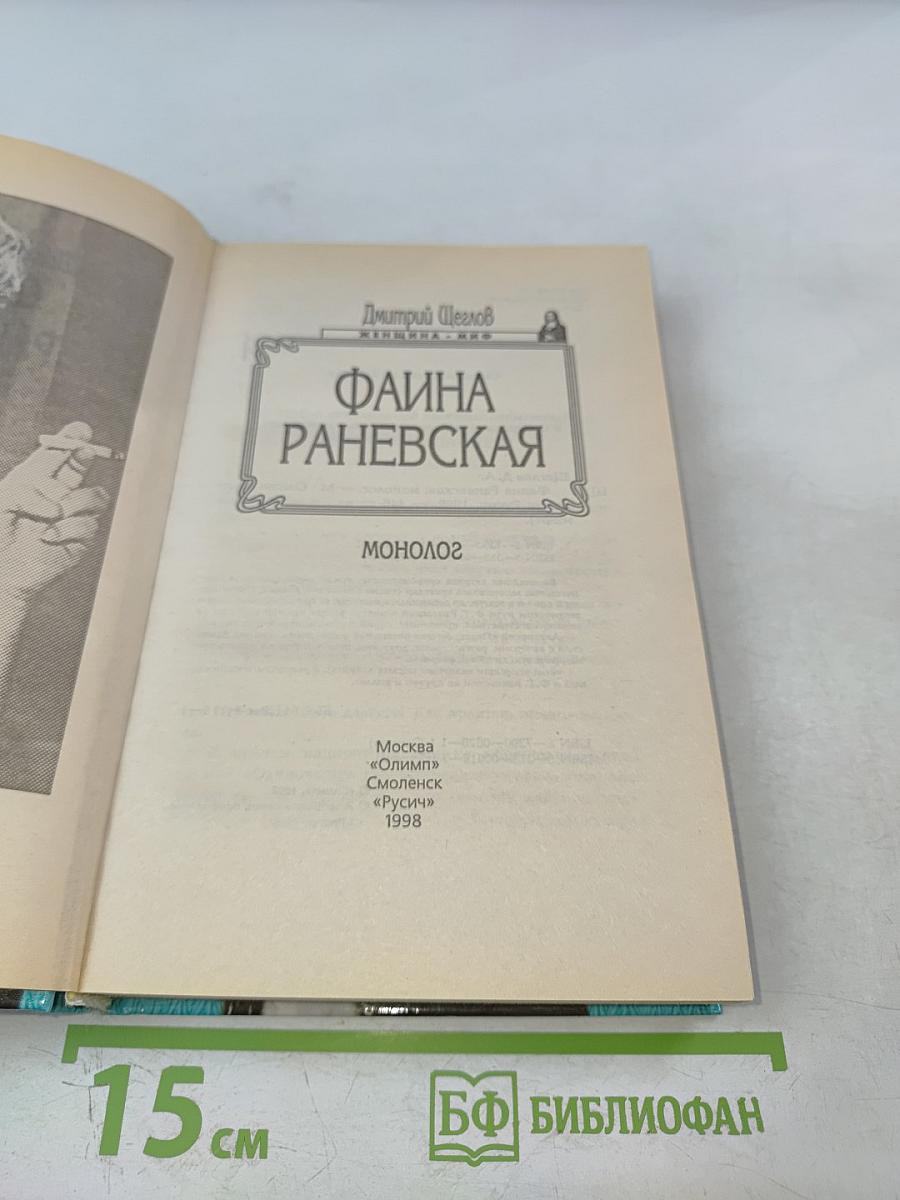 Дмитрий Щеглов
ЖЕНЩИНА - МИФ
ФАИНА
РАНЕВСКАЯ
МОНОЛОГ
Москва
«Олимп»
Смоленск
«Русич»
1998
15 см
БФ БИБЛИОФАН